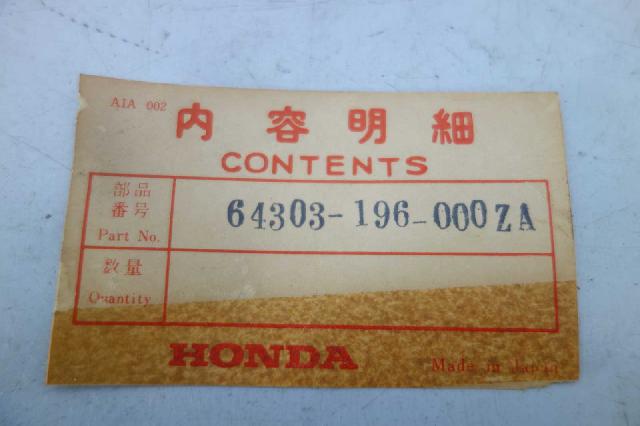 AIA 002
内容明細
CONTENTS
部品
番号
Part No.
64303-196-000ZA
数量
Quantity
HONDA
Made in Japan